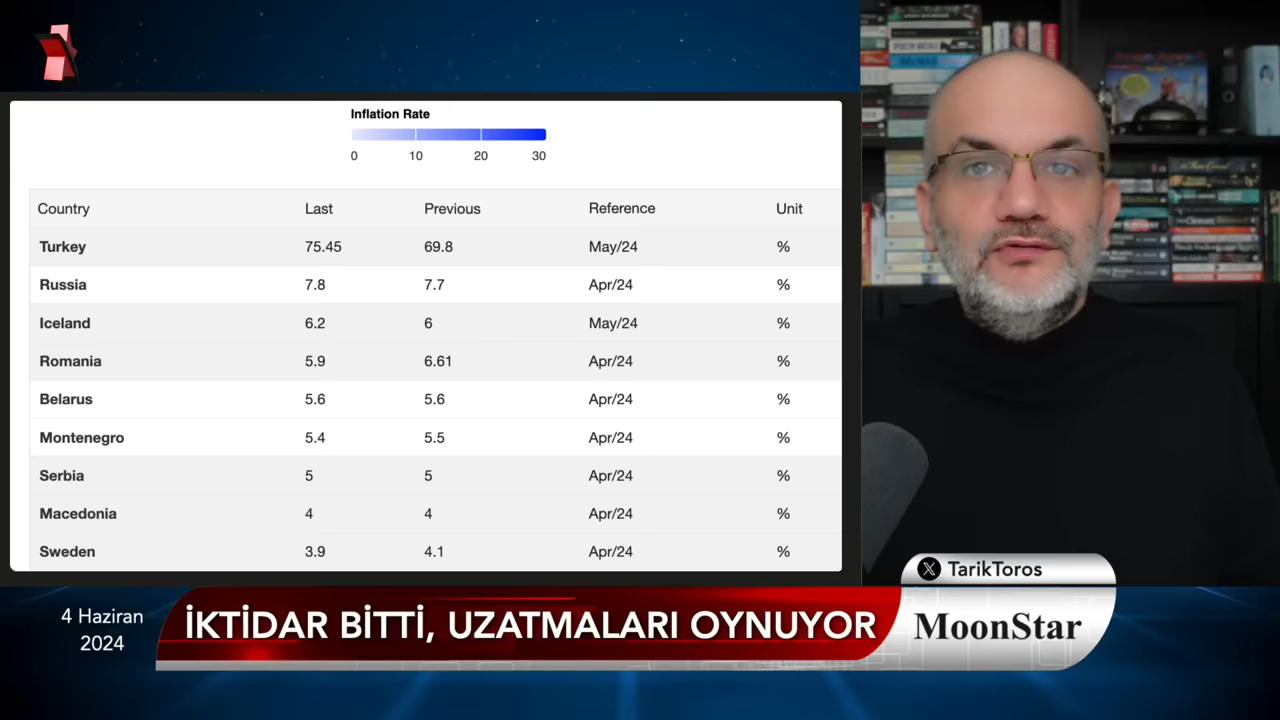 Inflation Rate
0 10 20 30
Country Last Previous Reference Unit
Turkey 75.45 69.8 May/24 %
Russia 7.8 7.7 Apr/24 %
Iceland 6.2 6 May/24 %
Romania 5.9 6.61 Apr/24 %
Belarus 5.6 5.6 Apr/24 %
Montenegro 5.4 5.5 Apr/24 %
Serbia 5 5 Apr/24 %
Macedonia 4 4 Apr/24 %
Sweden 3.9 4.1 Apr/24 %
TarikToros
4 Haziran
2024
İKTİDAR BİTTİ, UZATMALARI OYNUYOR
MoonStar